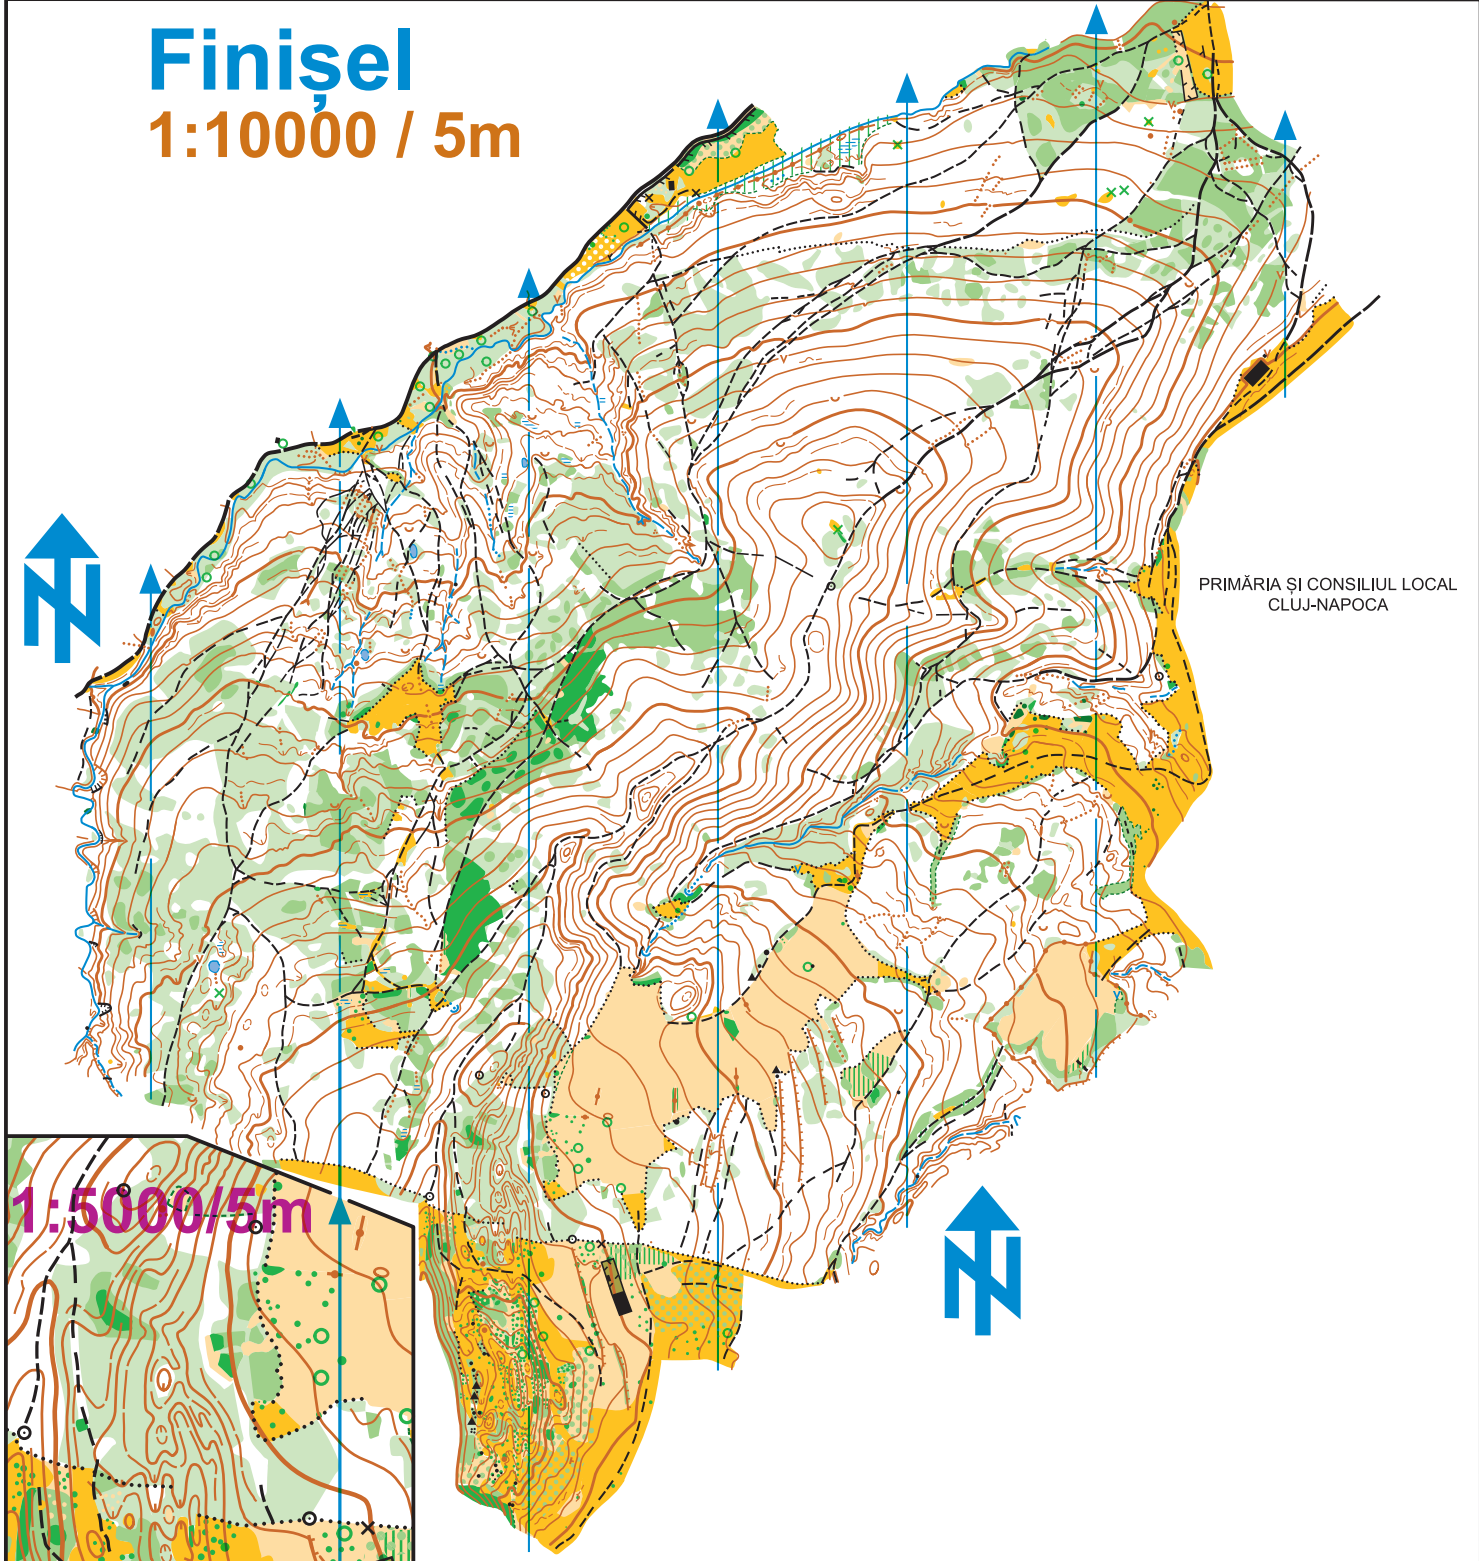 Finișel
1:10000 / 5m
PRIMĂRIA ȘI CONSILIUL LOCAL
CLUJ-NAPOCA
1:5000/5m